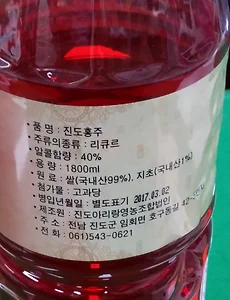 • 품 명 : 진도홍주
• 주류의종류 : 리큐르
• 알콜함량 : 40%
• 용 량 : 1800ml
• 원 료 : 쌀(국내산99%), 지초(국내산1%)
• 첨가물 : 고과당
• 병입년월일 : 별도표기 2017.03.02
• 제조원 : 진도아리랑영농조합법인
• 주 소 : 전남 진도군 임회면 호구동길
• 전 화 : 061)543-0621